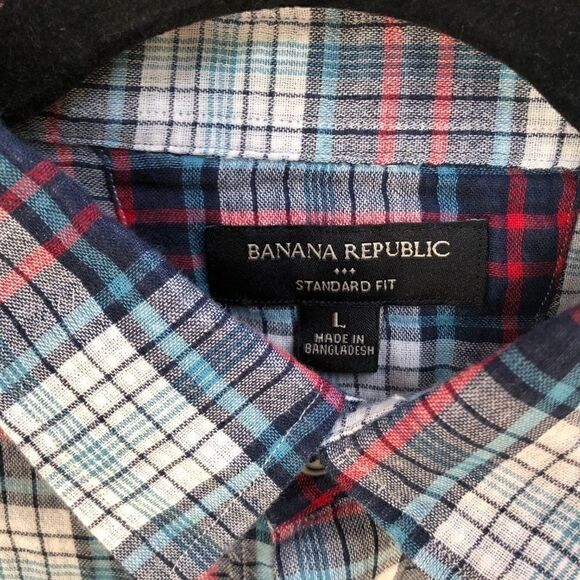 BANANA REPUBLIC
STANDARD FIT
L
MADE IN
BANGLADESH